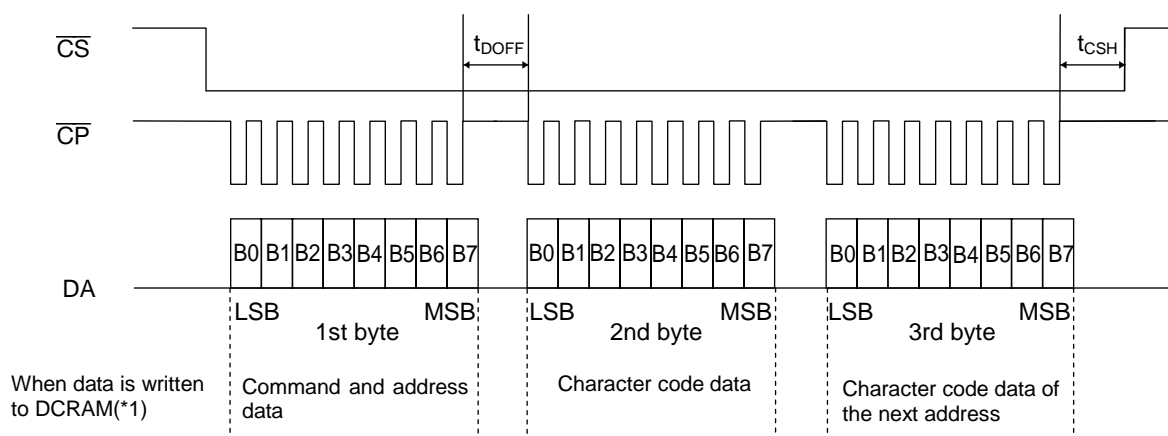 CS
tDOFF
tCSH
CP
DA
B0 B1 B2 B3 B4 B5 B6 B7
B0 B1 B2 B3 B4 B5 B6 B7
B0 B1 B2 B3 B4 B5 B6 B7
LSB MSB
1st byte
LSB MSB
2nd byte
LSB MSB
3rd byte
When data is written
to DCRAM(*1)
Command and address
data
Character code data
Character code data of
the next address